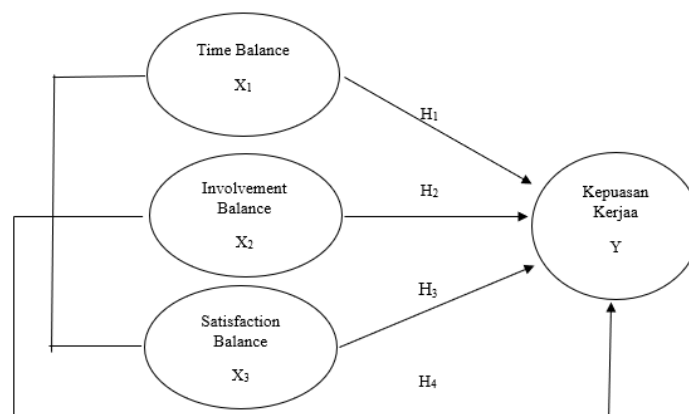 Time Balance
X₁
H₁
Involvement
Balance
X₂
H₂
Kepuasan
Kerjaa
Y
H₃
Satisfaction
Balance
X₃
H₄